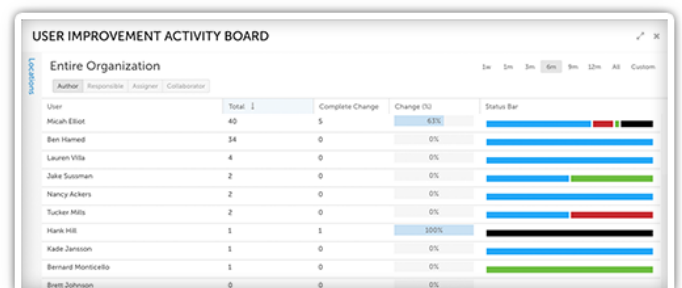 USER IMPROVEMENT ACTIVITY BOARD
Locations
Entire Organization
1w 1m 3m 6m 9m 12m All Custom
Author Responsible Assigner Collaborator
User Total Complete Change Change (%) Status Bar
Micah Elliot 40 5 63%
Ben Hamed 34 0 0%
Lauren Villa 4 0 0%
Jake Sussman 2 0 0%
Nancy Ackers 2 0 0%
Tucker Mills 2 0 0%
Hank Hill 1 1 100%
Kade Jansson 1 0 0%
Bernard Monticello 1 0 0%
Brett Johnson 0 0 0%